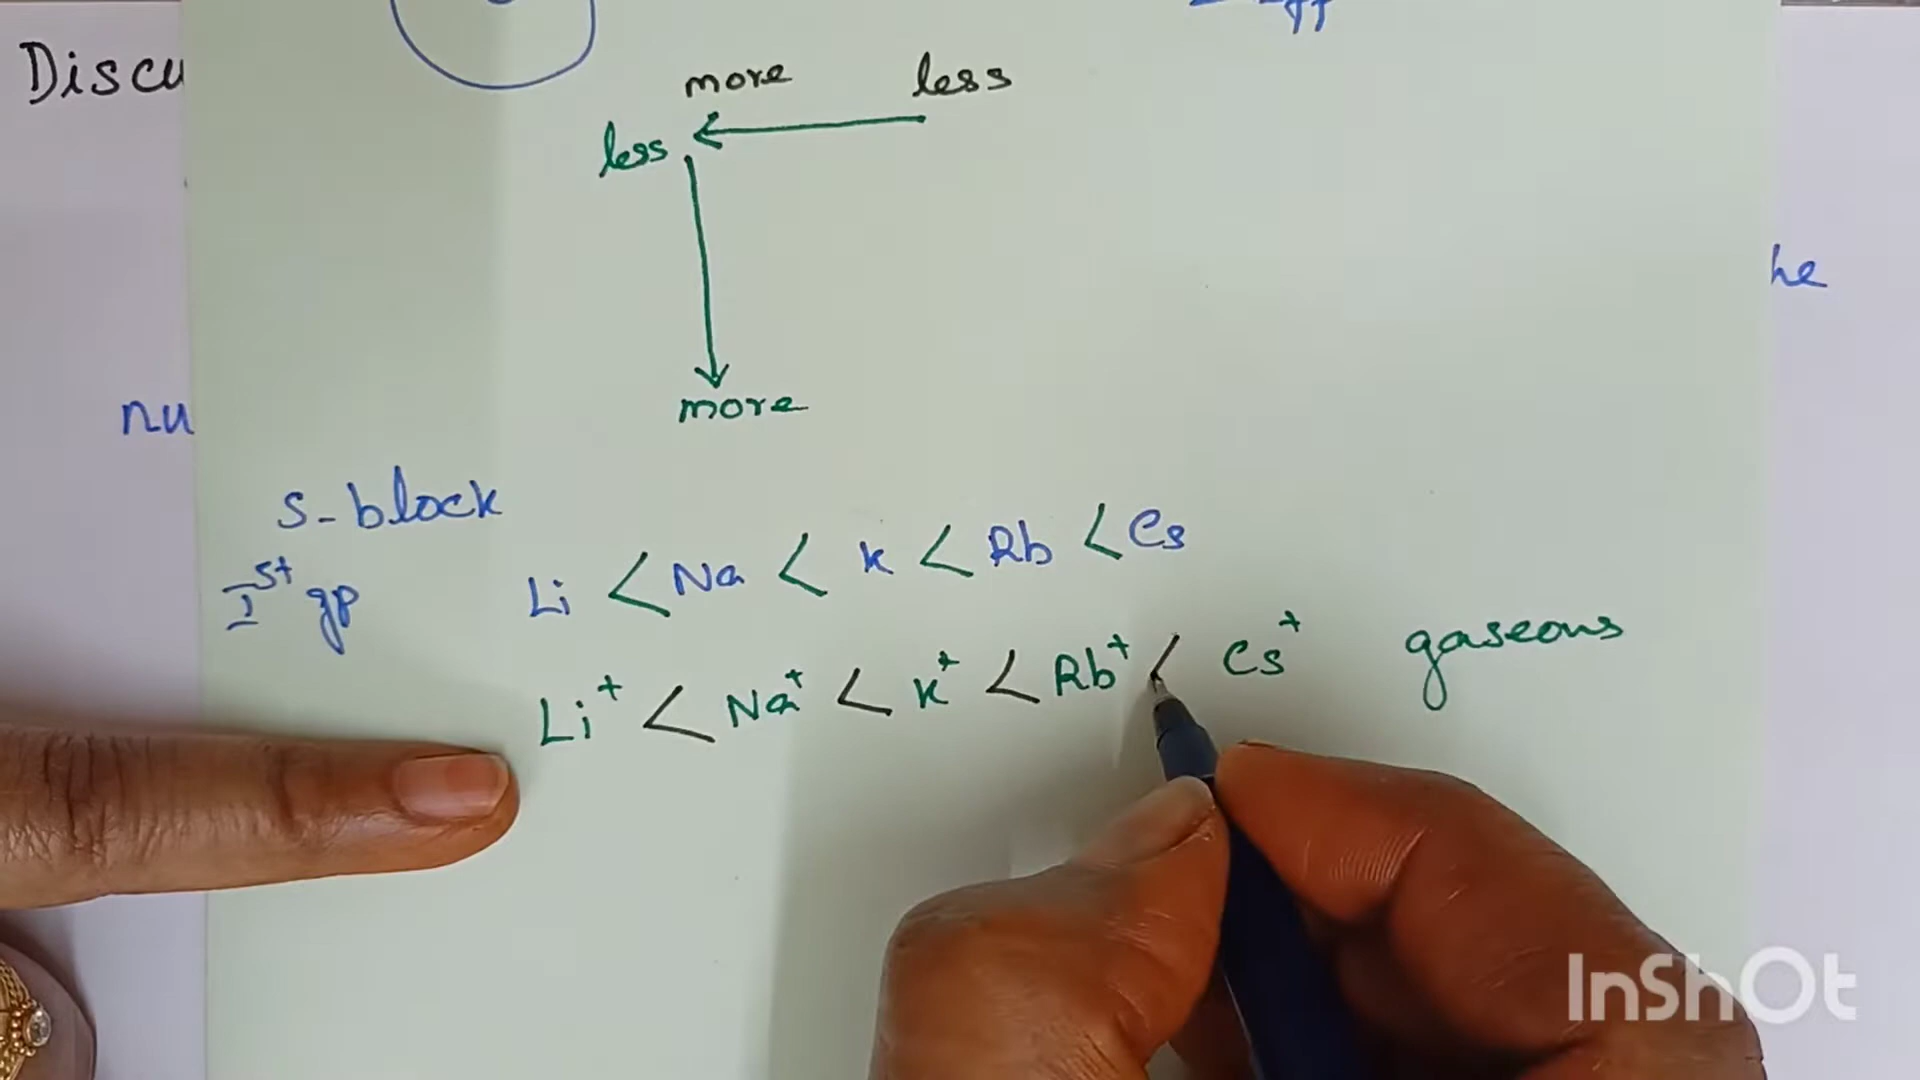 Discu
more less
less
he
more
nu
s-block
Ist gp Li < Na < K < Rb < Cs
Li+ < Na+ < K+ < Rb+ < Cs+ gaseous
InShOt